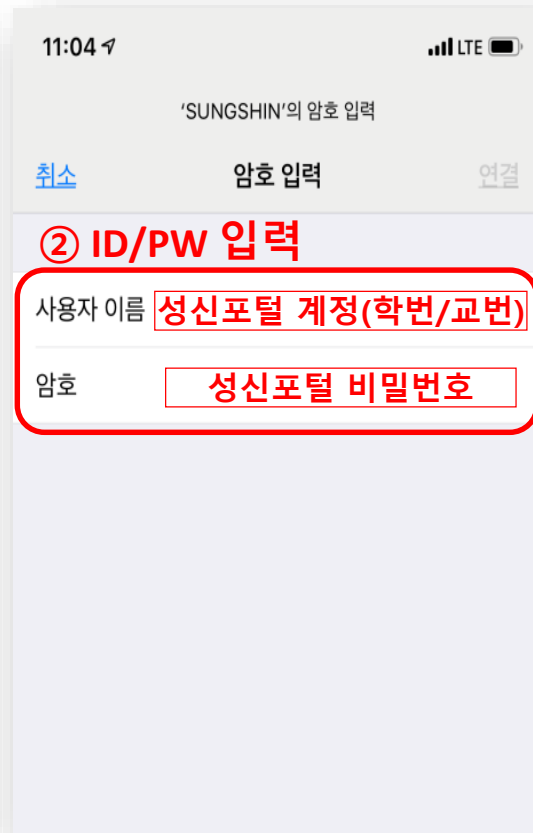 11:04 LTE
‘SUNGSHIN’의 암호 입력
취소 암호 입력 연결
② ID/PW 입력
사용자 이름 성신포털 계정(학번/교번)
암호 성신포털 비밀번호